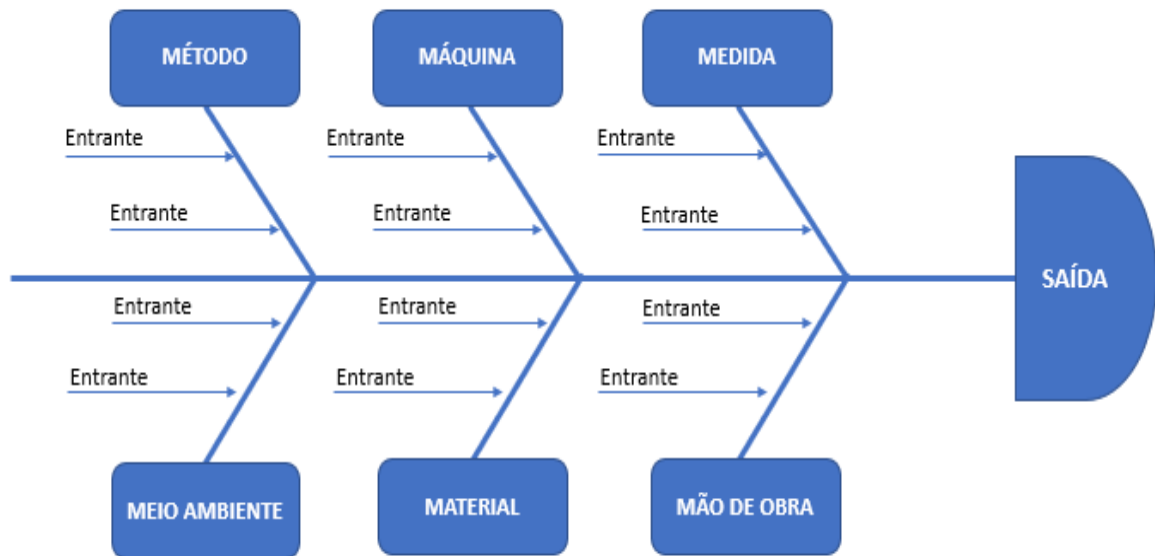 MÉTODO
MÁQUINA
MEDIDA
Entrante
Entrante
Entrante
Entrante
Entrante
Entrante
SAÍDA
Entrante
Entrante
Entrante
Entrante
Entrante
Entrante
MEIO AMBIENTE
MATERIAL
MÃO DE OBRA